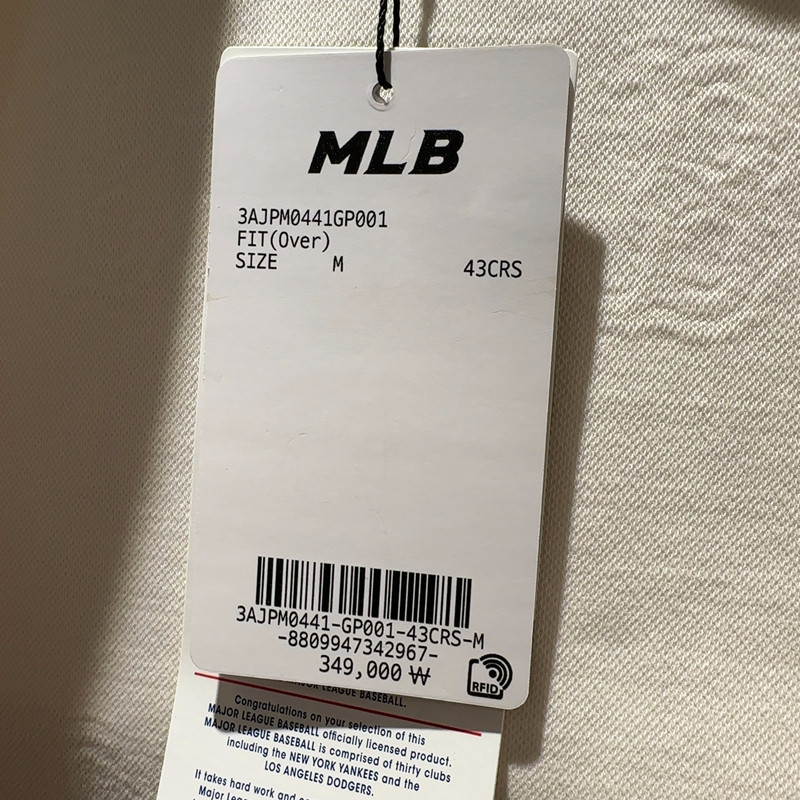 MLB
3AJPM0441GP001
FIT(Over)
SIZE M 43CRS
3AJPM0441-GP001-43CRS-M
-8809947342967-
349,000 ₩
RFID
MAJOR LEAGUE BASEBALL.
Congratulations on your selection of this
MAJOR LEAGUE BASEBALL officially licensed product.
MAJOR LEAGUE BASEBALL is comprised of thirty clubs
including the NEW YORK YANKEES and the
LOS ANGELES DODGERS.
It takes hard work and
Major